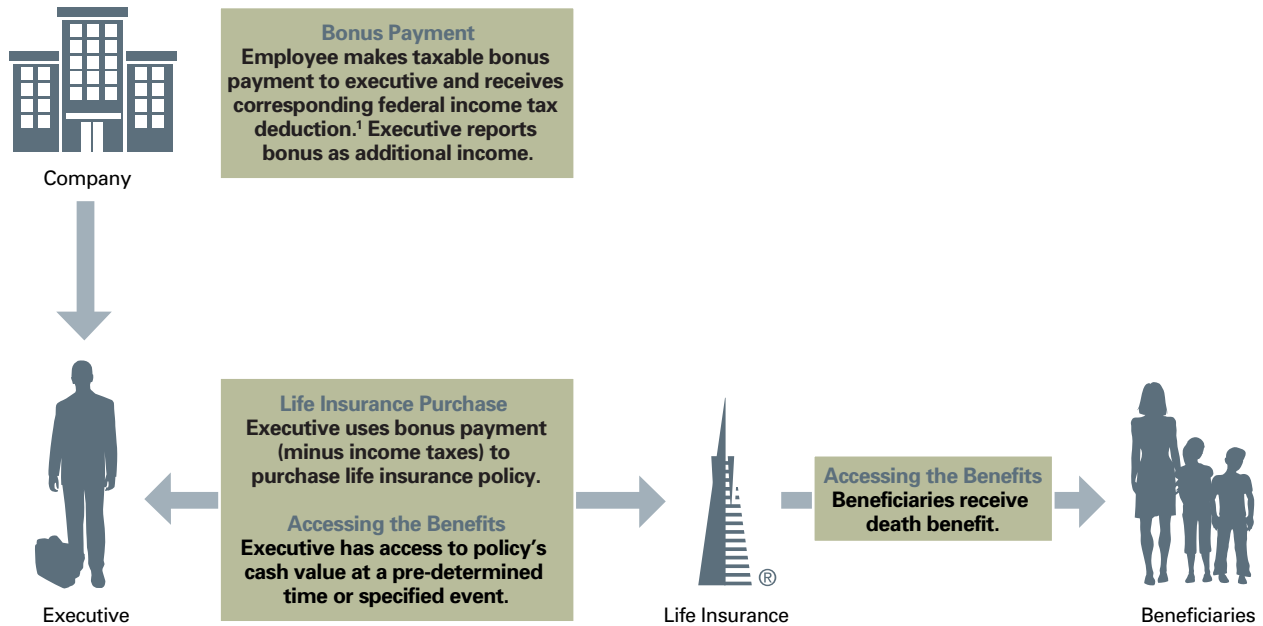 Bonus Payment
Employee makes taxable bonus
payment to executive and receives
corresponding federal income tax
deduction.¹ Executive reports
bonus as additional income.
Company
Life Insurance Purchase
Executive uses bonus payment
(minus income taxes) to
purchase life insurance policy.
Accessing the Benefits
Executive has access to policy’s
cash value at a pre-determined
time or specified event.
Accessing the Benefits
Beneficiaries receive
death benefit.
®
Executive
Life Insurance
Beneficiaries